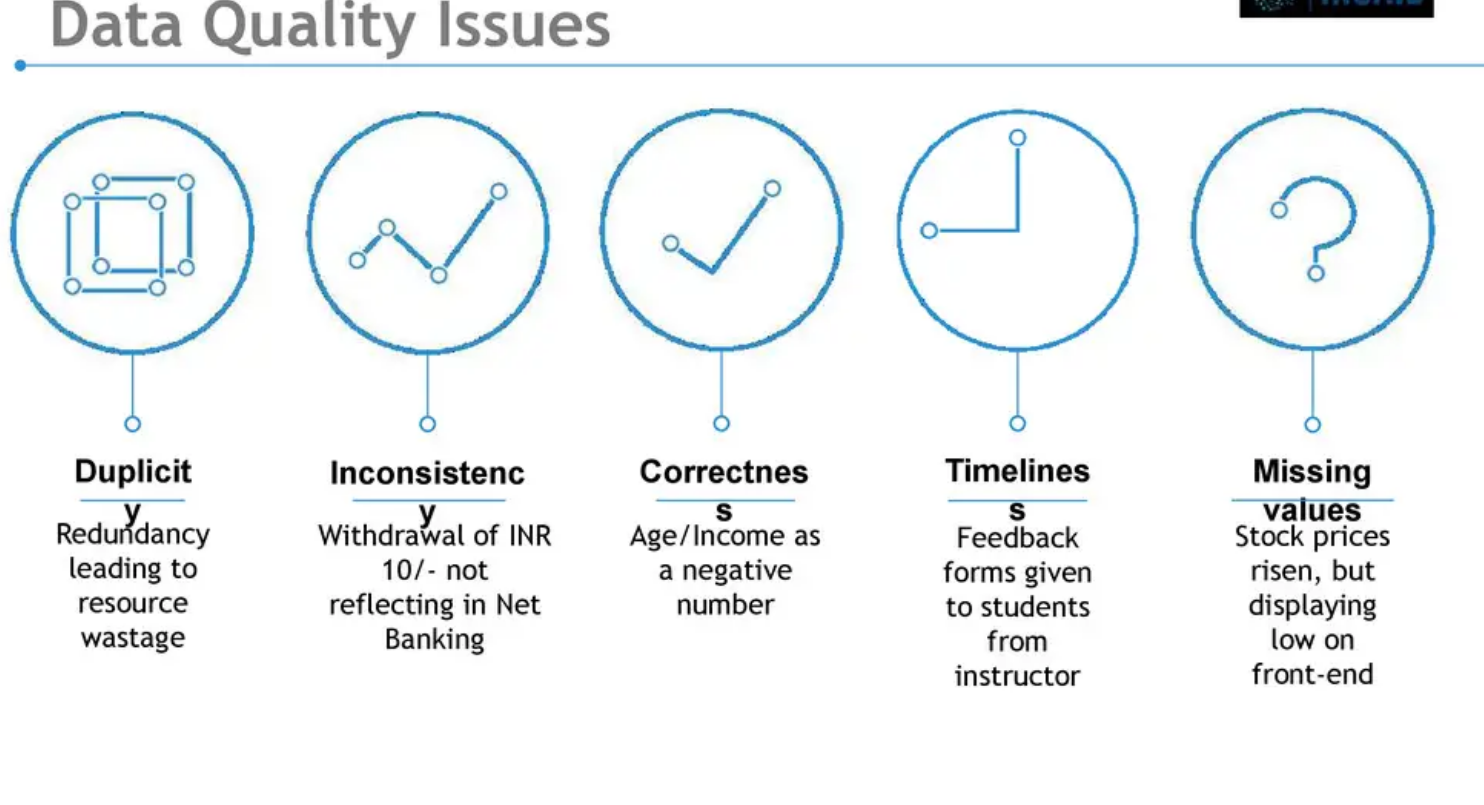 Data Quality Issues
Duplicit
y
Redundancy
leading to
resource
wastage
Inconsistenc
y
Withdrawal of INR
10/- not
reflecting in Net
Banking
Correctnes
s
Age/Income as
a negative
number
Timelines
s
Feedback
forms given
to students
from
instructor
Missing
values
Stock prices
risen, but
displaying
low on
front-end